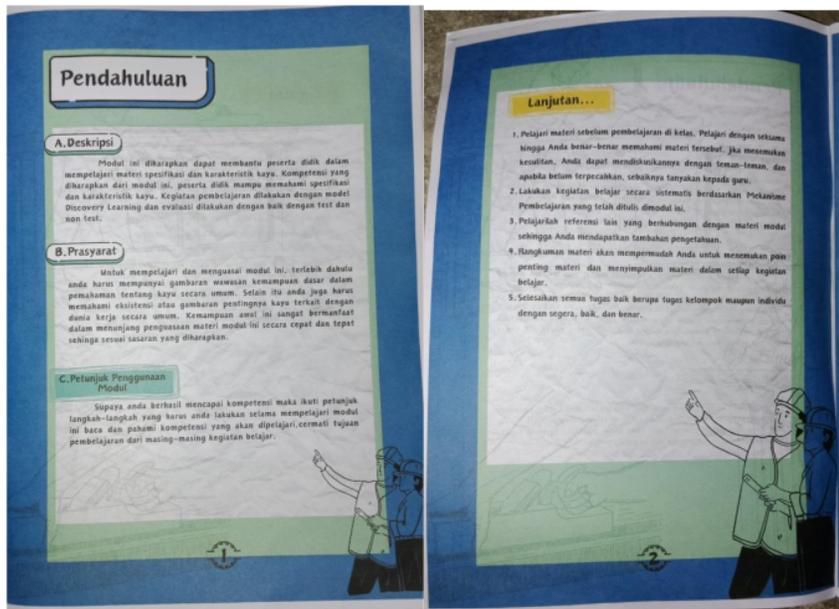 Pendahuluan
A.Deskripsi
Modul ini diharapkan dapat membantu peserta didik dalam
mempelajari materi spesifikasi dan karakteristik kayu. Kompetensi yang
diharapkan dari modul ini, peserta didik mampu memahami spesifikasi
dan karakteristik kayu. Kegiatan pembelajaran dilakukan dengan model
Discovery Learning dan evaluasi dilakukan dengan baik dengan test dan
non test.
B.Prasyarat
Untuk mempelajari dan menguasai modul ini, terlebih dahulu
anda harus mempunyai gambaran wawasan kemampuan dasar dalam
pemahaman tentang kayu secara umum. Selain itu anda juga harus
memahami eksistensi atau gambaran pentingnya kayu terkait dengan
dunia kerja secara umum. Kemampuan awal ini sangat bermanfaat
dalam menunjang penguasaan materi modul ini secara cepat dan tepat
sehinga sesuai sasaran yang diharapkan.
C.Petunjuk Penggunaan
Modul
Supaya anda berhasil mencapai kompetensi maka ikuti petunjuk
langkah-langkah yang harus anda lakukan selama mempelajari modul
ini baca dan pahami kompetensi yang akan dipelajari,cermati tujuan
pembelajaran dari masing-masing kegiatan belajar.
1
Lanjutan...
1. Pelajari materi sebelum pembelajaran di kelas. Pelajari dengan seksama
hingga Anda benar-benar memahami materi tersebut, jika menemukan
kesulitan, Anda dapat mendiskusikannya dengan teman-teman, dan
apabila belum terpecahkan, sebaiknya tanyakan kepada guru.
2. Lakukan kegiatan belajar secara sistematis berdasarkan Mekanisme
Pembelajaran yang telah ditulis dimodul ini.
3. Pelajarilah referensi lain yang berhubungan dengan materi modul
sehingga Anda mendapatkan tambahan pengetahuan.
4. Rangkuman materi akan mempermudah Anda untuk menemukan poin
penting materi dan menyimpulkan materi dalam setiap kegiatan
belajar.
5. Selesaikan semua tugas baik berupa tugas kelompok maupun individu
dengan segera, baik, dan benar.
2